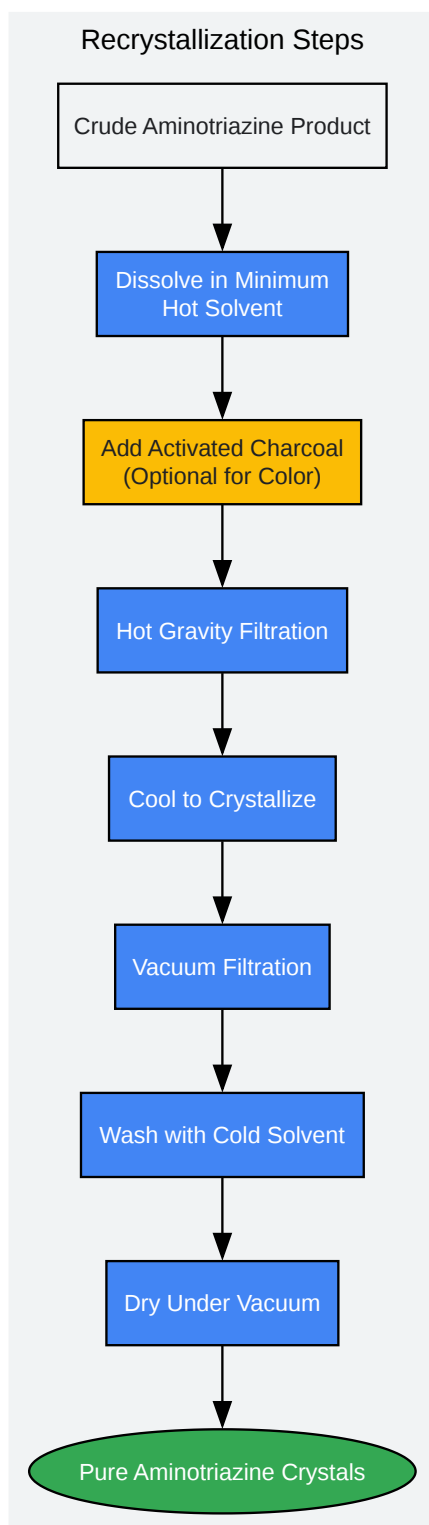 Recrystallization Steps
Crude Aminotriazine Product
Dissolve in Minimum
Hot Solvent
Add Activated Charcoal
(Optional for Color)
Hot Gravity Filtration
Cool to Crystallize
Vacuum Filtration
Wash with Cold Solvent
Dry Under Vacuum
Pure Aminotriazine Crystals